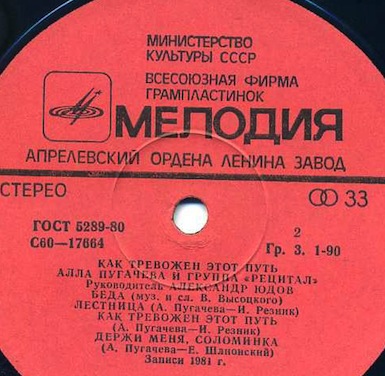 МИНИСТЕРСТВО
КУЛЬТУРЫ СССР
ВСЕСОЮЗНАЯ ФИРМА
ГРАМПЛАСТИНОК
МЕЛОДИЯ
АПРЕЛЕВСКИЙ ОРДЕНА ЛЕНИНА ЗАВОД
СТЕРЕО 33
ГОСТ 5289-80
С60—17664
2
Гр. 3. 1-90
КАК ТРЕВОЖЕН ЭТОТ ПУТЬ
АЛЛА ПУГАЧЕВА И ГРУППА «РЕЦИТАЛ»
Руководитель АЛЕКСАНДР ЮДОВ
БЕДА (муз. и сл. В. Высоцкого)
ЛЕСТНИЦА (А. Пугачева—И. Резник)
КАК ТРЕВОЖЕН ЭТОТ ПУТЬ
(А. Пугачева—И. Резник)
ДЕРЖИ МЕНЯ, СОЛОМИНКА
(А. Пугачева—Е. Шлионский)
Записи 1981 г.